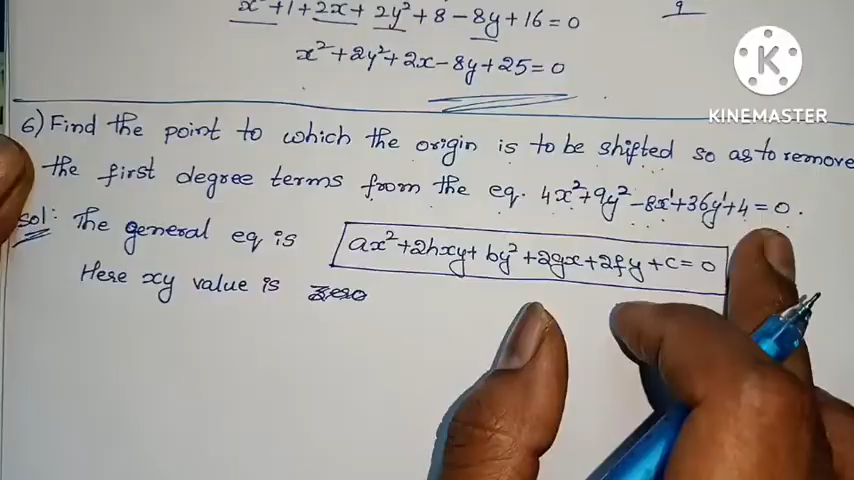 x² + 1 + 2x + 2y² + 8 - 8y + 16 = 0
9
x² + 2y² + 2x - 8y + 25 = 0
K
KINEMASTER
6) Find the point to which the origin is to be shifted so as to remove
the first degree terms from the eq. 4x² + 9y² - 8x' + 36y' + 4 = 0.
Sol: The general eq is ax² + 2hxy + by² + 2gx + 2fy + c = 0
Here xy value is zero